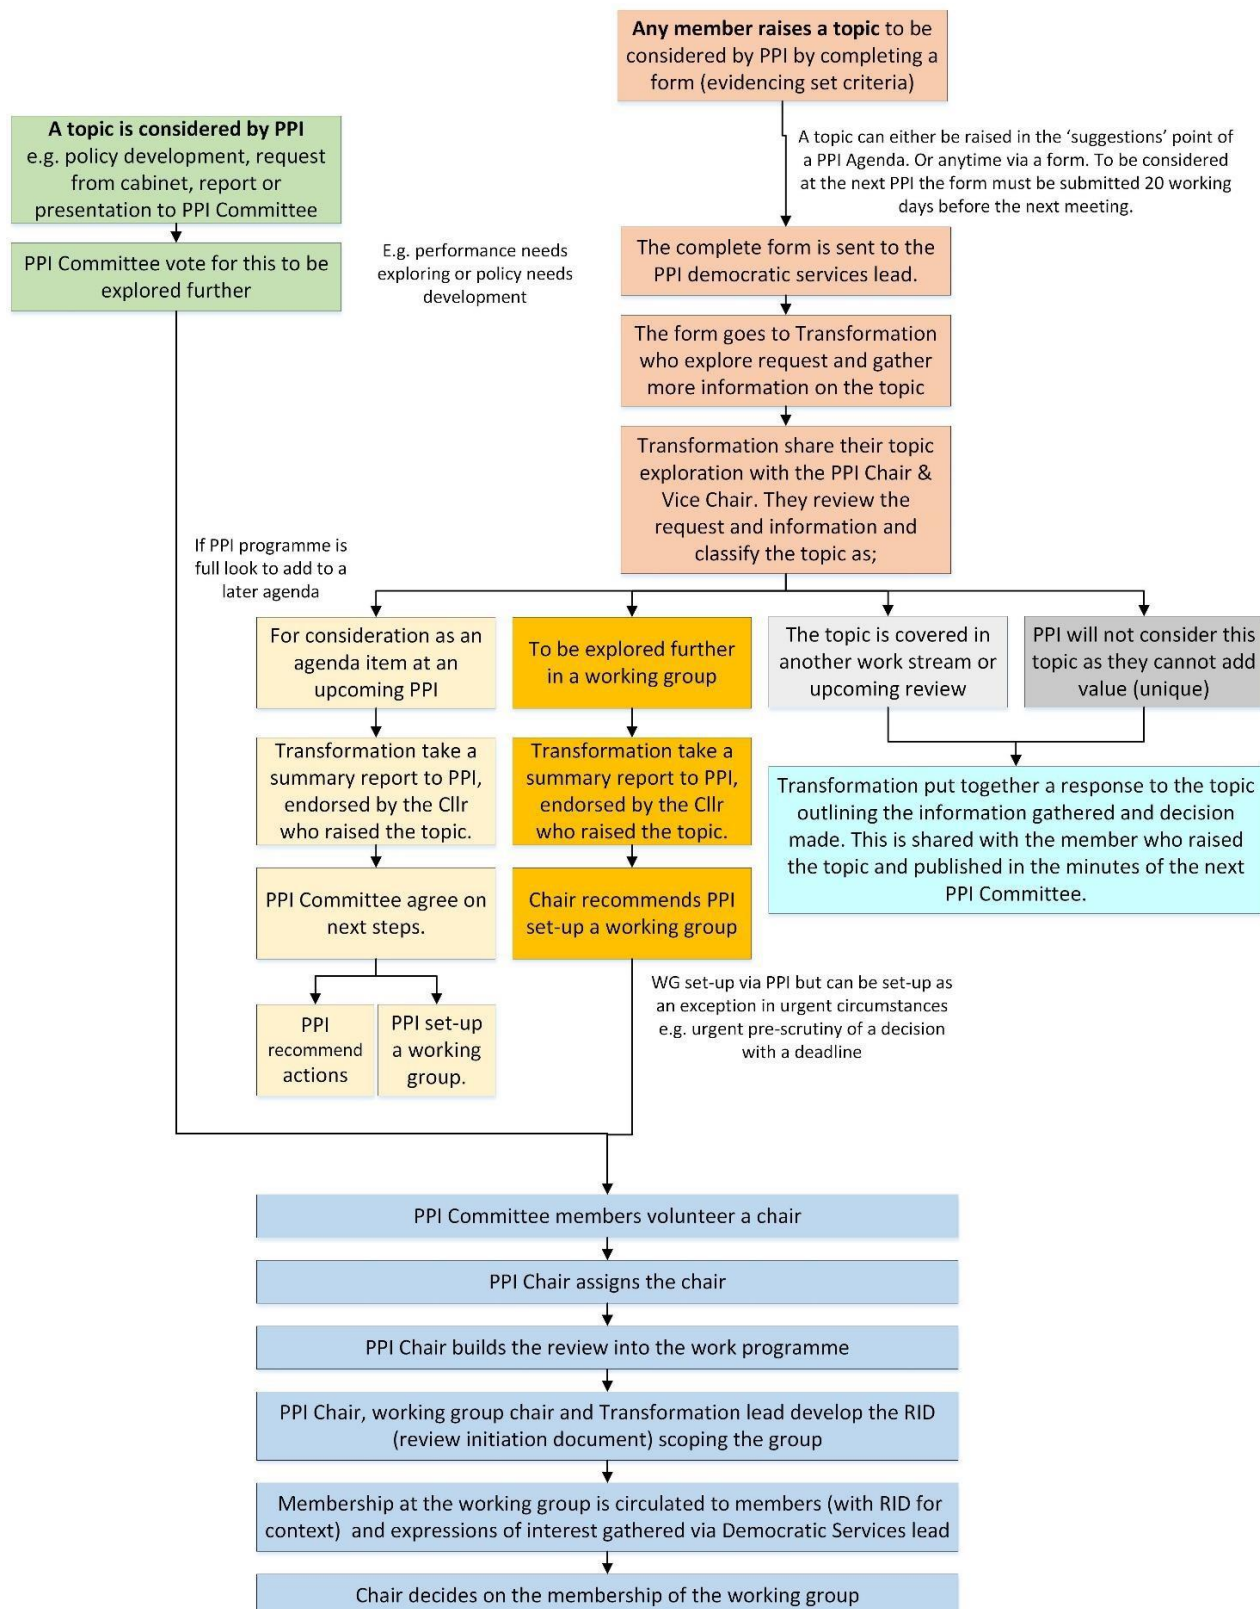 Any member raises a topic to be
considered by PPI by completing a
form (evidencing set criteria)
A topic is considered by PPI
e.g. policy development, request
from cabinet, report or
presentation to PPI Committee
A topic can either be raised in the ‘suggestions’ point of
a PPI Agenda. Or anytime via a form. To be considered
at the next PPI the form must be submitted 20 working
days before the next meeting.
PPI Committee vote for this to be
explored further
E.g. performance needs
exploring or policy needs
development
The complete form is sent to the
PPI democratic services lead.
The form goes to Transformation
who explore request and gather
more information on the topic
Transformation share their topic
exploration with the PPI Chair &
Vice Chair. They review the
request and information and
classify the topic as;
If PPI programme is
full look to add to a
later agenda
For consideration as an
agenda item at an
upcoming PPI
To be explored further
in a working group
The topic is covered in
another work stream or
upcoming review
PPI will not consider this
topic as they cannot add
value (unique)
Transformation take a
summary report to PPI,
endorsed by the Cllr
who raised the topic.
Transformation take a
summary report to PPI,
endorsed by the Cllr
who raised the topic.
Transformation put together a response to the topic
outlining the information gathered and decision
made. This is shared with the member who raised
the topic and published in the minutes of the next
PPI Committee.
PPI Committee agree on
next steps.
Chair recommends PPI
set-up a working group
PPI
recommend
actions
PPI set-up
a working
group.
WG set-up via PPI but can be set-up as
an exception in urgent circumstances
e.g. urgent pre-scrutiny of a decision
with a deadline
PPI Committee members volunteer a chair
PPI Chair assigns the chair
PPI Chair builds the review into the work programme
PPI Chair, working group chair and Transformation lead develop the RID
(review initiation document) scoping the group
Membership at the working group is circulated to members (with RID for
context) and expressions of interest gathered via Democratic Services lead
Chair decides on the membership of the working group